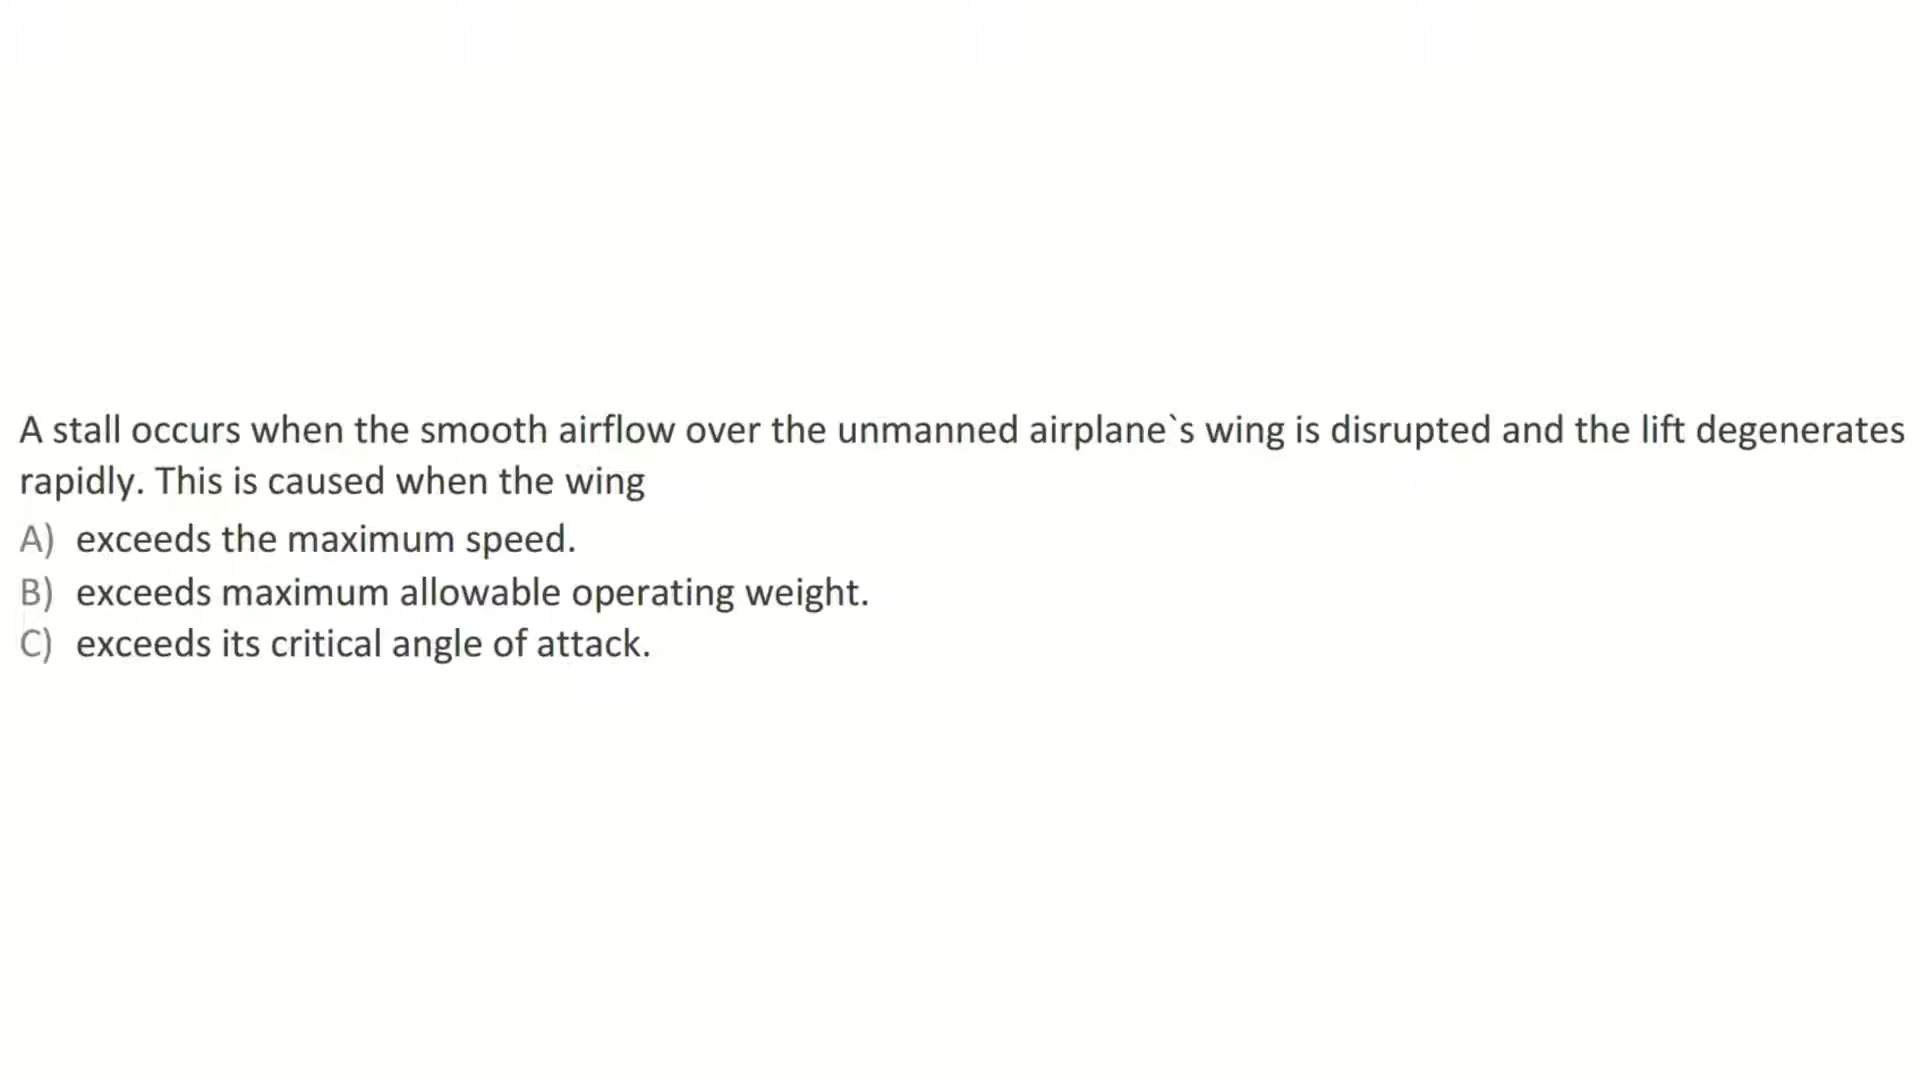 A stall occurs when the smooth airflow over the unmanned airplane`s wing is disrupted and the lift degenerates
rapidly. This is caused when the wing
A) exceeds the maximum speed.
B) exceeds maximum allowable operating weight.
C) exceeds its critical angle of attack.